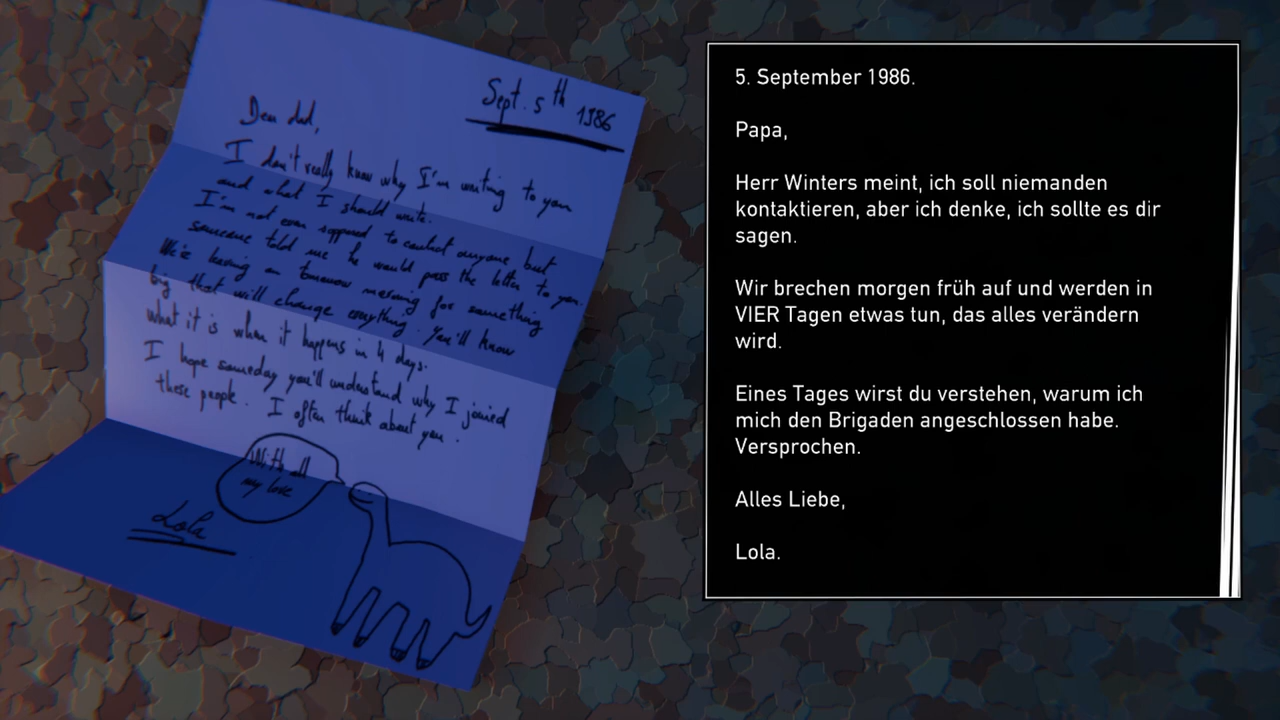 Sept. 5th 1986
Dear dad,
I don't really know why I'm writing to you
and what I should write.
I'm not even supposed to contact anyone but
someone told me he would pass the letter to you.
We're leaving on tomorrow morning for something
big that will change everything. You'll know
what it is when it happens in 4 days.
I hope someday you'll understand why I joined
these people. I often think about you.
With all
my love
Lola
5. September 1986.
Papa,
Herr Winters meint, ich soll niemanden
kontaktieren, aber ich denke, ich sollte es dir
sagen.
Wir brechen morgen früh auf und werden in
VIER Tagen etwas tun, das alles verändern
wird.
Eines Tages wirst du verstehen, warum ich
mich den Brigaden angeschlossen habe.
Versprochen.
Alles Liebe,
Lola.